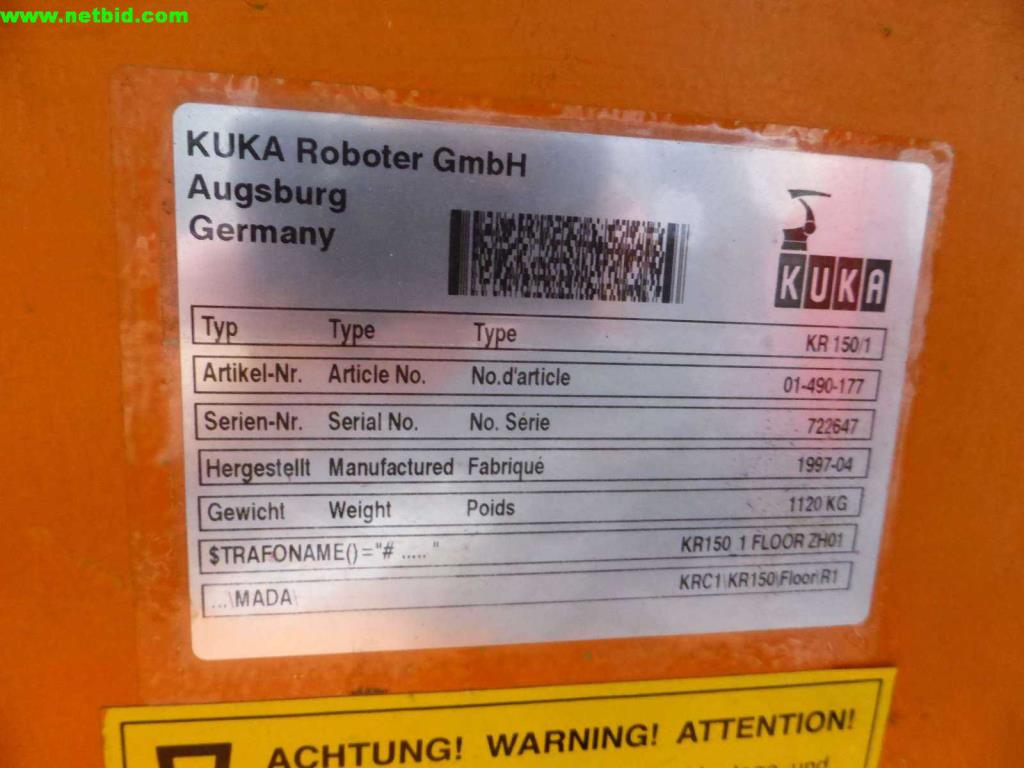 www.netbid.com
KUKA Roboter GmbH
Augsburg
Germany
KUKA
Typ Type Type KR 150/1
Artikel-Nr. Article No. No.d'article 01-490-177
Serien-Nr. Serial No. No. Série 722647
Hergestellt Manufactured Fabriqué 1997-04
Gewicht Weight Poids 1120 KG
$TRAFONAME()="# ..... " KR150_1 FLOOR ZH01
...\MADA\ KRC1\KR150\Floor\R1
ACHTUNG! WARNING! ATTENTION!
und